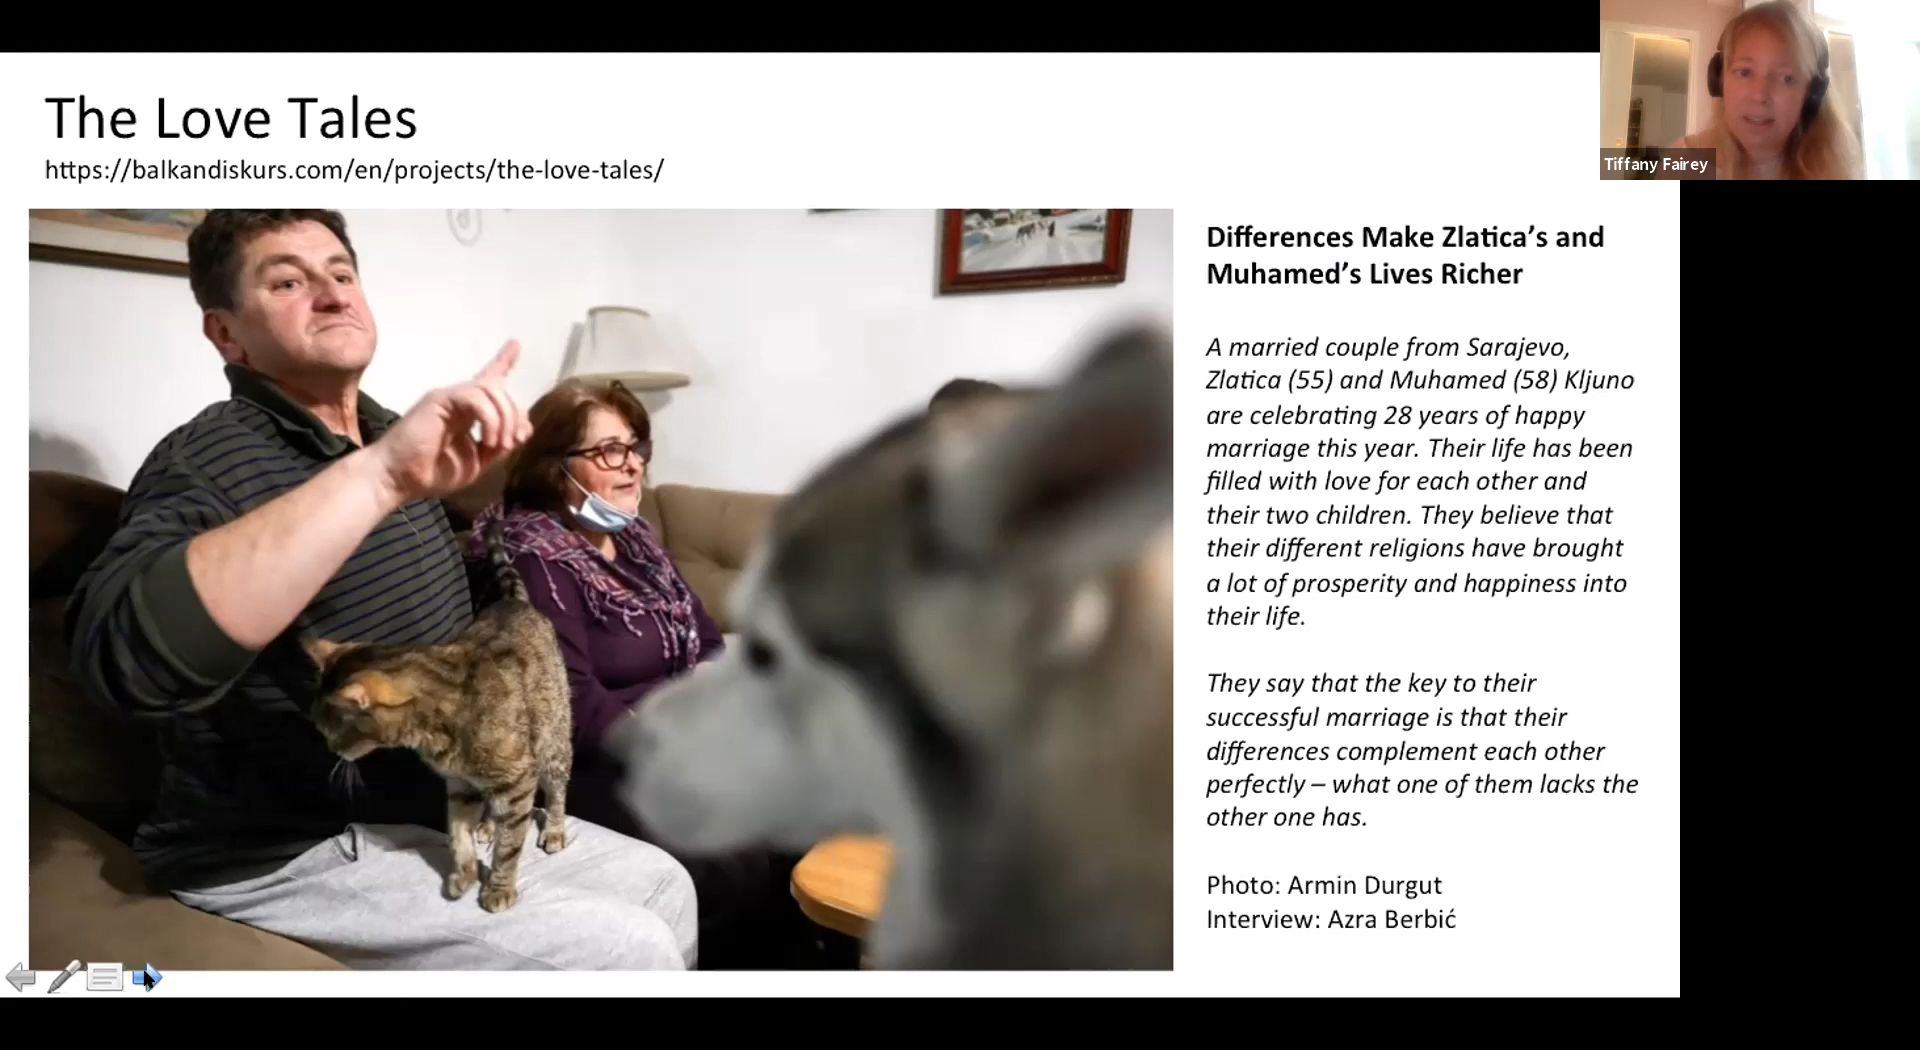 The Love Tales
https://balkandiskurs.com/en/projects/the-love-tales/
Tiffany Fairey
Differences Make Zlatica’s and
Muhamed’s Lives Richer
A married couple from Sarajevo,
Zlatica (55) and Muhamed (58) Kljuno
are celebrating 28 years of happy
marriage this year. Their life has been
filled with love for each other and
their two children. They believe that
their different religions have brought
a lot of prosperity and happiness into
their life.
They say that the key to their
successful marriage is that their
differences complement each other
perfectly – what one of them lacks the
other one has.
Photo: Armin Durgut
Interview: Azra Berbić